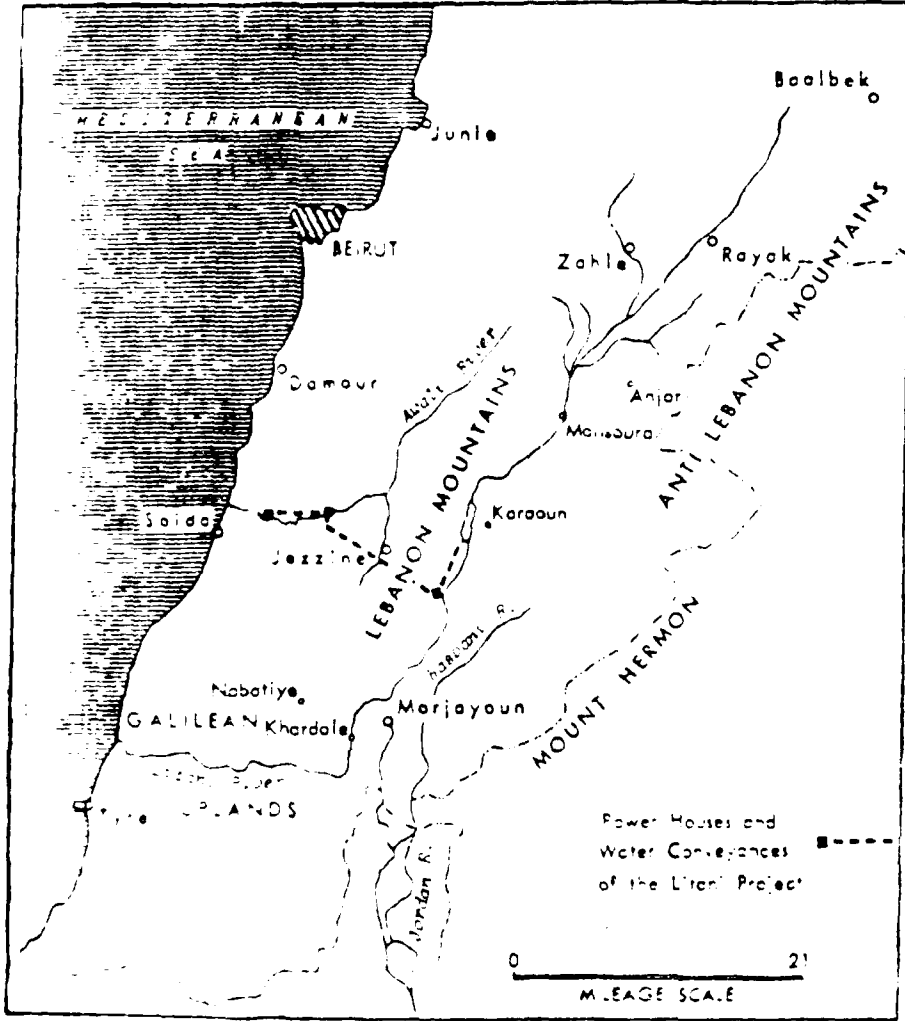 Baalbek
MEDITERRANEAN
SEA
Junie
BEIRUT
Zahle
Rayak
ANTI LEBANON MOUNTAINS
Damour
Awali River
Anjar
Mansoura
LEBANON MOUNTAINS
Saida
Karaoun
Jezzine
Hasbani R.
MOUNT HERMON
Nabatiye
Marjayoun
GALILEAN
Khardale
River
Tyre
UPLANDS
Jordan R.
Power Houses and
Water Conveyances
of the Litani Project
0 21
MILEAGE SCALE